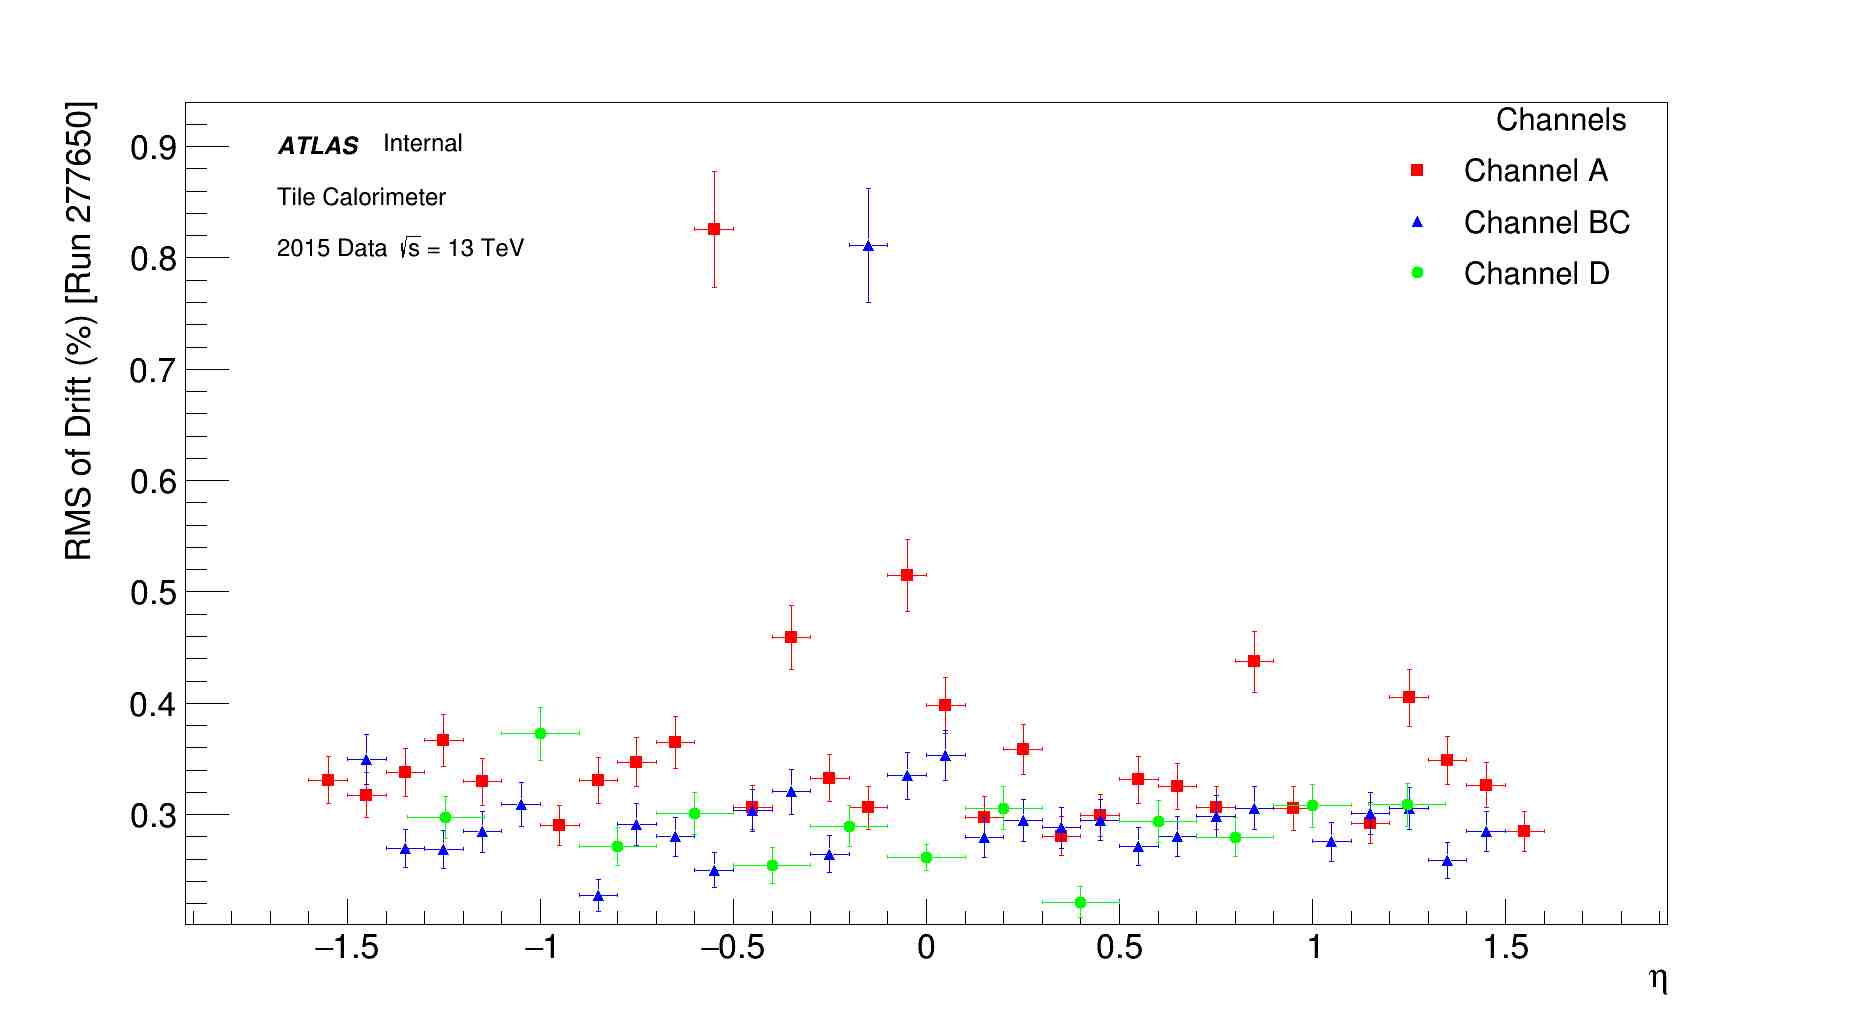 RMS of Drift (%) [Run 277650]
ATLAS Internal
Tile Calorimeter
2015 Data √s = 13 TeV
Channels
Channel A
Channel BC
Channel D
0.9
0.8
0.7
0.6
0.5
0.4
0.3
−1.5 −1 −0.5 0 0.5 1 1.5
η